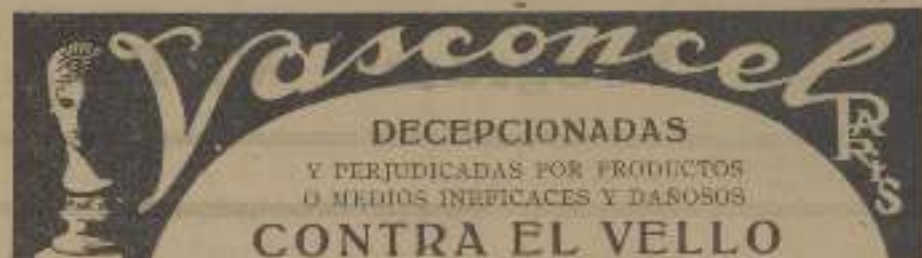 Vasconcel
PARIS
DECEPCIONADAS
Y PERJUDICADAS POR PRODUCTOS
O MEDIOS INEFICACES Y DAÑOSOS
CONTRA EL VELLO